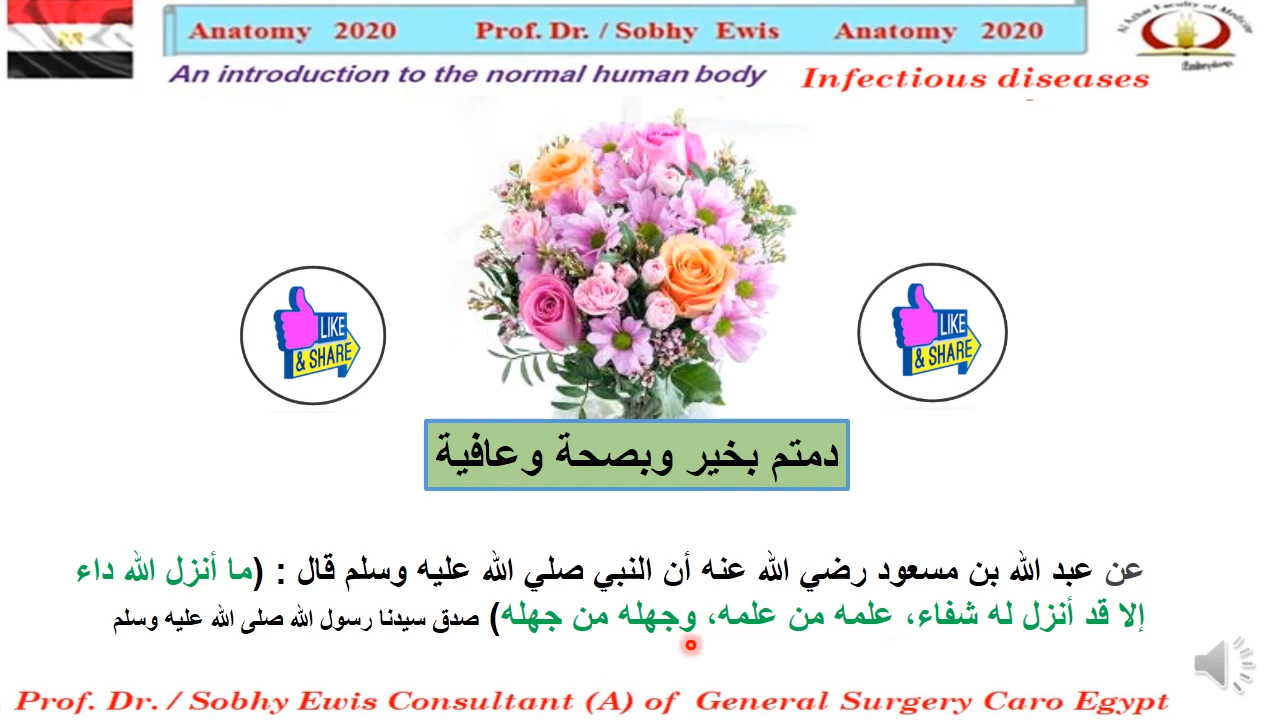 Anatomy 2020 Prof. Dr. / Sobhy Ewis Anatomy 2020
An introduction to the normal human body Infectious diseases
LIKE
& SHARE
LIKE
& SHARE
دمتم بخير وبصحة وعافية
عن عبد الله بن مسعود رضي الله عنه أن النبي صلي الله عليه وسلم قال : (ما أنزل الله داء
إلا قد أنزل له شفاء، علمه من علمه، وجهله من جهله) صدق سيدنا رسول الله صلى الله عليه وسلم
Prof. Dr. / Sobhy Ewis Consultant (A) of General Surgery Caro Egypt